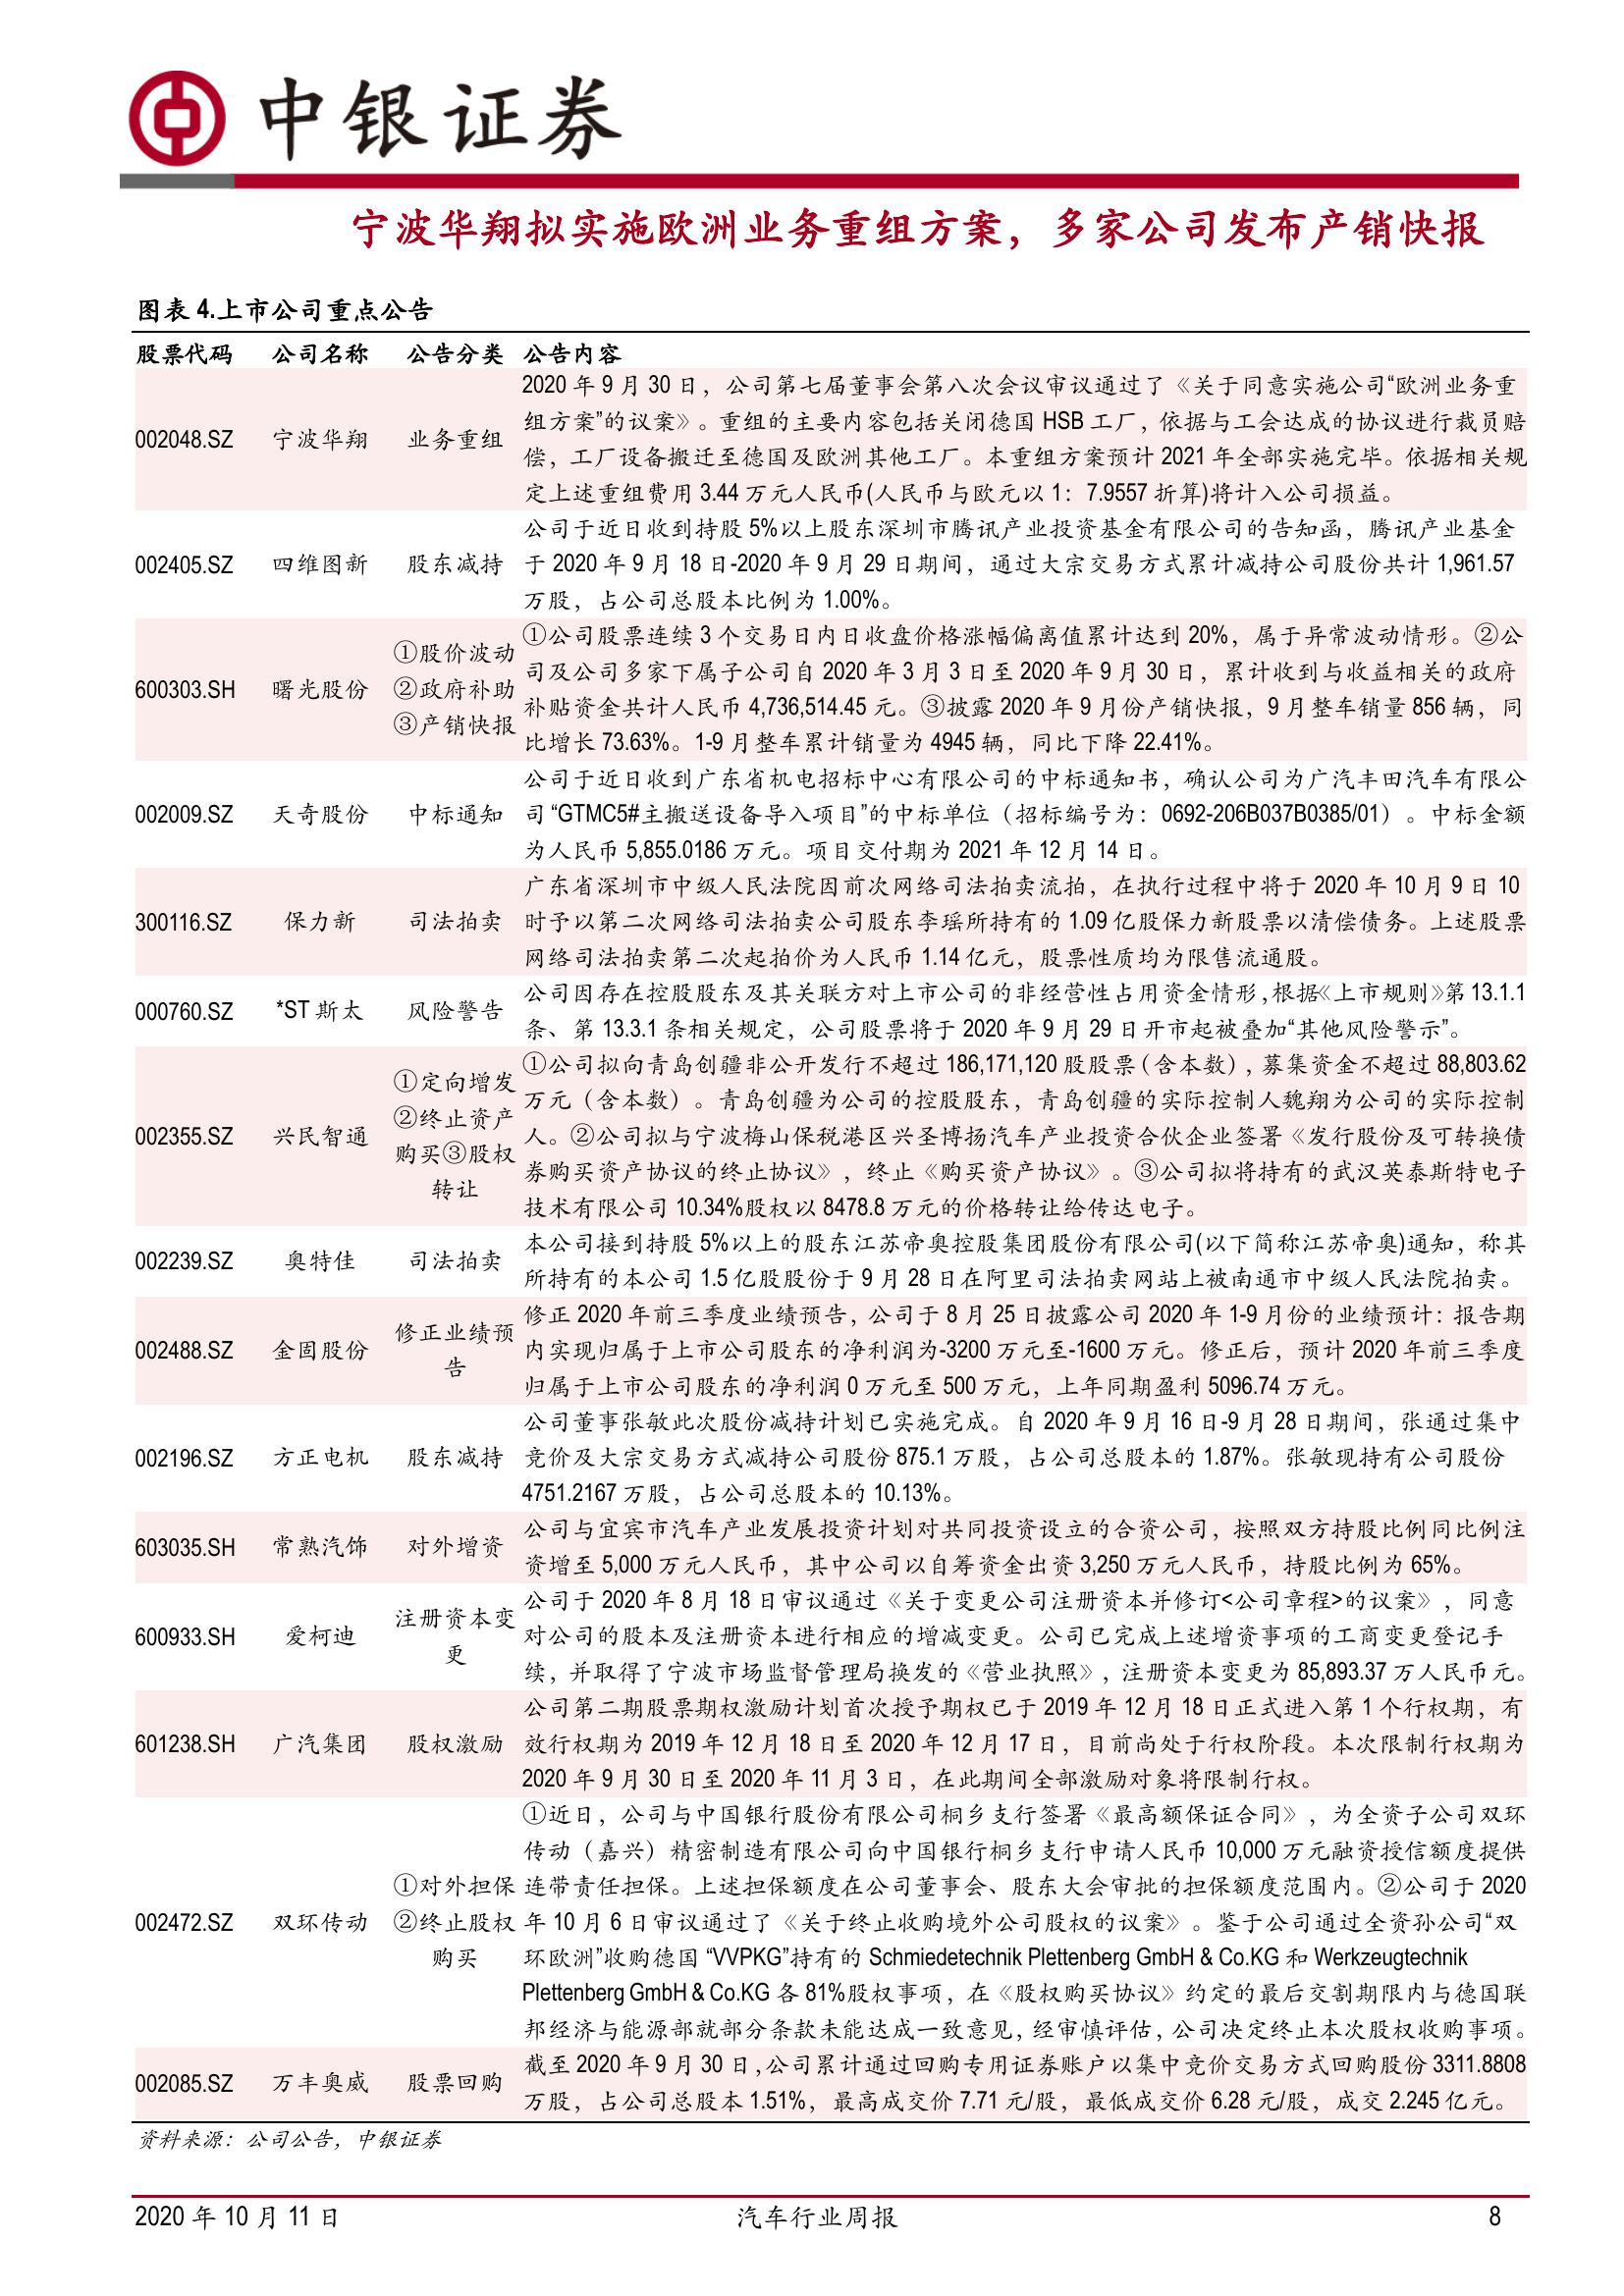 中银证券
宁波华翔拟实施欧洲业务重组方案，多家公司发布产销快报
图表 4.上市公司重点公告
股票代码 公司名称 公告分类 公告内容
2020 年 9 月 30 日，公司第七届董事会第八次会议审议通过了《关于同意实施公司“欧洲业务重
组方案”的议案》。重组的主要内容包括关闭德国 HSB 工厂，依据与工会达成的协议进行裁员赔
002048.SZ 宁波华翔 业务重组
偿，工厂设备搬迁至德国及欧洲其他工厂。本重组方案预计 2021 年全部实施完毕。依据相关规
定上述重组费用 3.44 万元人民币(人民币与欧元以 1：7.9557 折算)将计入公司损益。
公司于近日收到持股 5%以上股东深圳市腾讯产业投资基金有限公司的告知函，腾讯产业基金
002405.SZ 四维图新 股东减持 于 2020 年 9 月 18 日-2020 年 9 月 29 日期间，通过大宗交易方式累计减持公司股份共计 1,961.57
万股，占公司总股本比例为 1.00%。
①公司股票连续 3 个交易日内日收盘价格涨幅偏离值累计达到 20%，属于异常波动情形。②公
①股价波动
司及公司多家下属子公司自 2020 年 3 月 3 日至 2020 年 9 月 30 日，累计收到与收益相关的政府
600303.SH 曙光股份 ②政府补助
补贴资金共计人民币 4,736,514.45 元。③披露 2020 年 9 月份产销快报，9 月整车销量 856 辆，同
③产销快报
比增长 73.63%。1-9 月整车累计销量为 4945 辆，同比下降 22.41%。
公司于近日收到广东省机电招标中心有限公司的中标通知书，确认公司为广汽丰田汽车有限公
002009.SZ 天奇股份 中标通知 司 “GTMC5#主搬送设备导入项目”的中标单位（招标编号为：0692-206B037B0385/01）。中标金额
为人民币 5,855.0186 万元。项目交付期为 2021 年 12 月 14 日。
广东省深圳市中级人民法院因前次网络司法拍卖流拍，在执行过程中将于 2020 年 10 月 9 日 10
300116.SZ 保力新 司法拍卖 时予以第二次网络司法拍卖公司股东李瑶所持有的 1.09 亿股保力新股票以清偿债务。上述股票
网络司法拍卖第二次起拍价为人民币 1.14 亿元，股票性质均为限售流通股。
公司因存在控股股东及其关联方对上市公司的非经营性占用资金情形,根据《上市规则》第 13.1.1
000760.SZ *ST 斯太 风险警告
条、第 13.3.1 条相关规定，公司股票将于 2020 年 9 月 29 日开市起被叠加“其他风险警示”。
①公司拟向青岛创疆非公开发行不超过 186,171,120 股股票（含本数），募集资金不超过 88,803.62
①定向增发
万元（含本数）。青岛创疆为公司的控股股东，青岛创疆的实际控制人魏翔为公司的实际控制
②终止资产
002355.SZ 兴民智通 人。②公司拟与宁波梅山保税港区兴圣博扬汽车产业投资合伙企业签署《发行股份及可转换债
购买③股权
券购买资产协议的终止协议》，终止《购买资产协议》。③公司拟将持有的武汉英泰斯特电子
转让
技术有限公司 10.34%股权以 8478.8 万元的价格转让给传达电子。
本公司接到持股 5%以上的股东江苏帝奥控股集团股份有限公司(以下简称江苏帝奥)通知，称其
002239.SZ 奥特佳 司法拍卖
所持有的本公司 1.5 亿股股份于 9 月 28 日在阿里司法拍卖网站上被南通市中级人民法院拍卖。
修正 2020 年前三季度业绩预告，公司于 8 月 25 日披露公司 2020 年 1-9 月份的业绩预计：报告期
修正业绩预
002488.SZ 金固股份 内实现归属于上市公司股东的净利润为-3200 万元至-1600 万元。修正后，预计 2020 年前三季度
告
归属于上市公司股东的净利润 0 万元至 500 万元，上年同期盈利 5096.74 万元。
公司董事张敏此次股份减持计划已实施完成。自 2020 年 9 月 16 日-9 月 28 日期间，张通过集中
002196.SZ 方正电机 股东减持 竞价及大宗交易方式减持公司股份 875.1 万股，占公司总股本的 1.87%。张敏现持有公司股份
4751.2167 万股，占公司总股本的 10.13%。
公司与宜宾市汽车产业发展投资计划对共同投资设立的合资公司，按照双方持股比例同比例注
603035.SH 常熟汽饰 对外增资
资增至 5,000 万元人民币，其中公司以自筹资金出资 3,250 万元人民币，持股比例为 65%。
公司于 2020 年 8 月 18 日审议通过《关于变更公司注册资本并修订<公司章程>的议案》，同意
注册资本变
600933.SH 爱柯迪 对公司的股本及注册资本进行相应的增减变更。公司已完成上述增资事项的工商变更登记手
更
续，并取得了宁波市场监督管理局换发的《营业执照》，注册资本变更为 85,893.37 万人民币元。
公司第二期股票期权激励计划首次授予期权已于 2019 年 12 月 18 日正式进入第 1 个行权期，有
601238.SH 广汽集团 股权激励 效行权期为 2019 年 12 月 18 日至 2020 年 12 月 17 日，目前尚处于行权阶段。本次限制行权期为
2020 年 9 月 30 日至 2020 年 11 月 3 日，在此期间全部激励对象将限制行权。
①近日，公司与中国银行股份有限公司桐乡支行签署《最高额保证合同》，为全资子公司双环
传动（嘉兴）精密制造有限公司向中国银行桐乡支行申请人民币 10,000 万元融资授信额度提供
①对外担保 连带责任担保。上述担保额度在公司董事会、股东大会审批的担保额度范围内。②公司于 2020
002472.SZ 双环传动 ②终止股权 年 10 月 6 日审议通过了《关于终止收购境外公司股权的议案》。鉴于公司通过全资孙公司“双
购买 环欧洲”收购德国 “VVPKG”持有的 Schmiedetechnik Plettenberg GmbH & Co.KG 和 Werkzeugtechnik
Plettenberg GmbH & Co.KG 各 81%股权事项，在《股权购买协议》约定的最后交割期限内与德国联
邦经济与能源部就部分条款未能达成一致意见，经审慎评估，公司决定终止本次股权收购事项。
截至 2020 年 9 月 30 日,公司累计通过回购专用证券账户以集中竞价交易方式回购股份 3311.8808
002085.SZ 万丰奥威 股票回购
万股，占公司总股本 1.51%，最高成交价 7.71 元/股，最低成交价 6.28 元/股，成交 2.245 亿元。
资料来源：公司公告，中银证券
2020 年 10 月 11 日 汽车行业周报 8